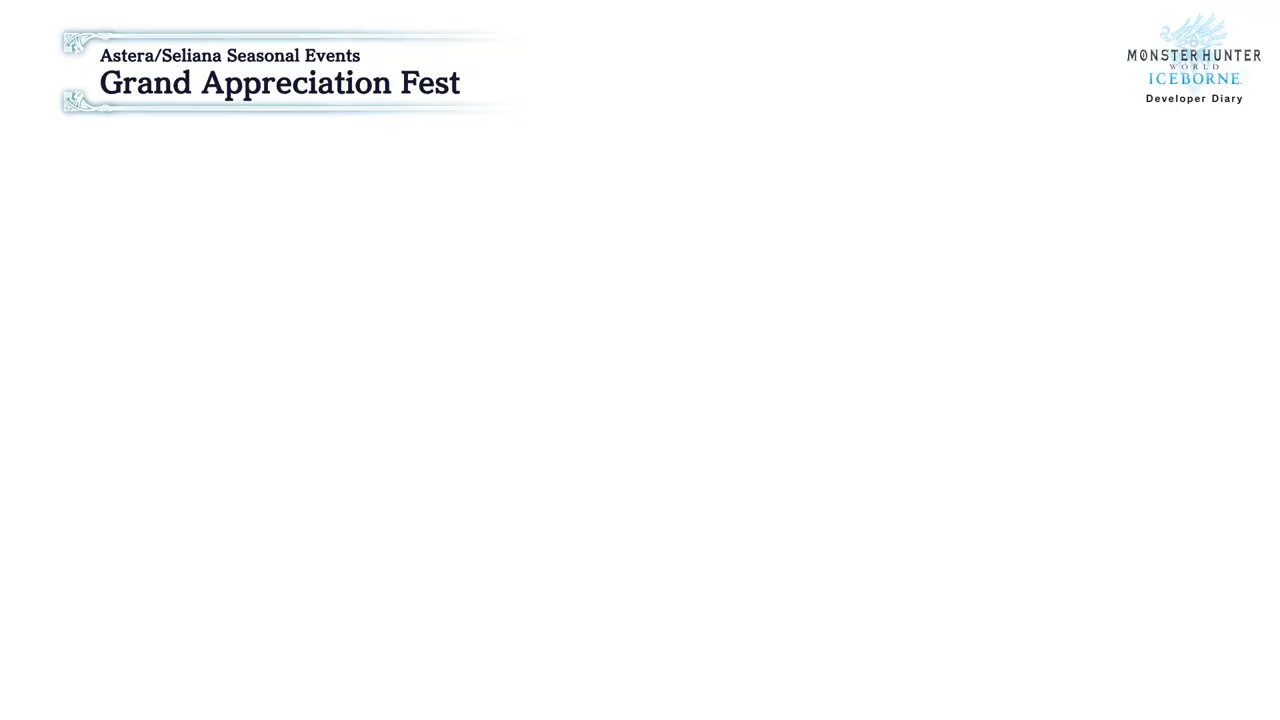 Astera/Seliana Seasonal Events
Grand Appreciation Fest
MONSTER HUNTER
WORLD
ICEBORNE
Developer Diary